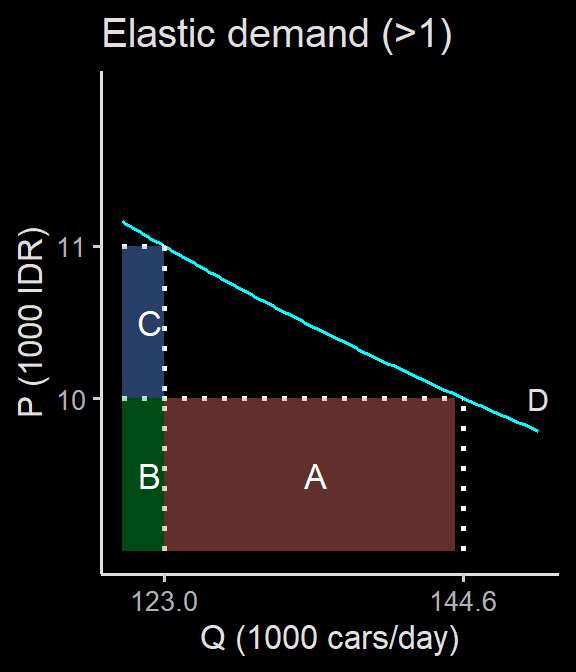 Elastic demand (>1)
P (1000 IDR)
11
C
10
D
B
A
123.0
144.6
Q (1000 cars/day)